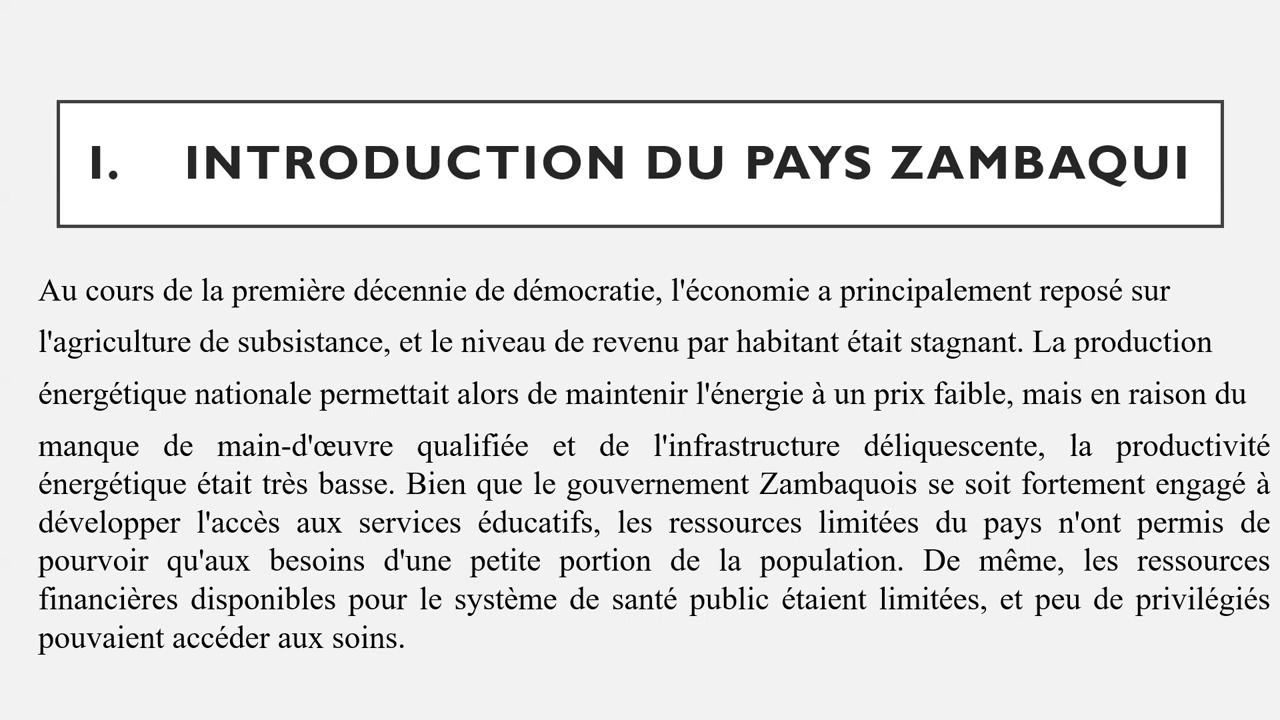 I. INTRODUCTION DU PAYS ZAMBAQUI
Au cours de la première décennie de démocratie, l'économie a principalement reposé sur
l'agriculture de subsistance, et le niveau de revenu par habitant était stagnant. La production
énergétique nationale permettait alors de maintenir l'énergie à un prix faible, mais en raison du
manque de main-d'œuvre qualifiée et de l'infrastructure déliquescente, la productivité
énergétique était très basse. Bien que le gouvernement Zambaquois se soit fortement engagé à
développer l'accès aux services éducatifs, les ressources limitées du pays n'ont permis de
pourvoir qu'aux besoins d'une petite portion de la population. De même, les ressources
financières disponibles pour le système de santé public étaient limitées, et peu de privilégiés
pouvaient accéder aux soins.